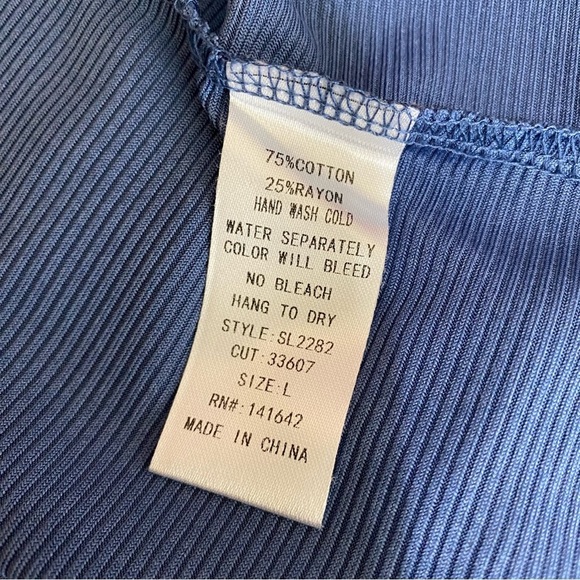 75%COTTON
25%RAYON
HAND WASH COLD
WATER SEPARATELY
COLOR WILL BLEED
NO BLEACH
HANG TO DRY
STYLE:SL2282
CUT:33607
SIZE:L
RN#:141642
MADE IN CHINA